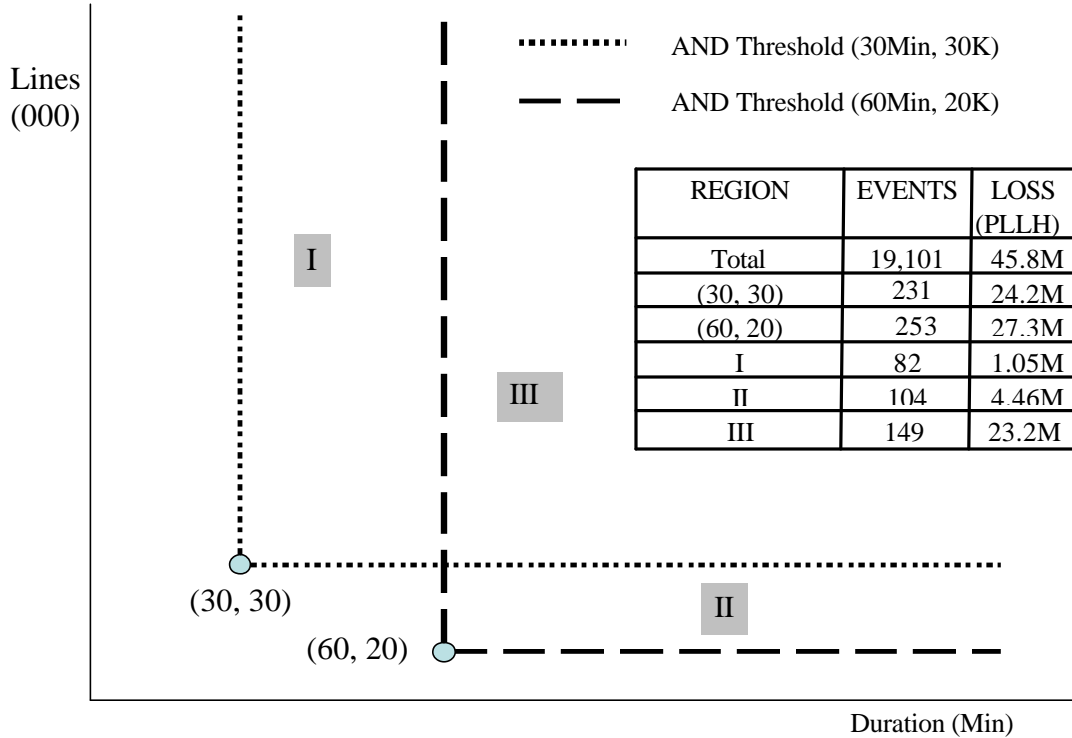 Lines
(000)
AND Threshold (30Min, 30K)
AND Threshold (60Min, 20K)
REGION EVENTS LOSS
(PLLH)
Total 19,101 45.8M
(30, 30) 231 24.2M
(60, 20) 253 27.3M
I 82 1.05M
II 104 4.46M
III 149 23.2M
I
III
II
(30, 30)
(60, 20)
Duration (Min)